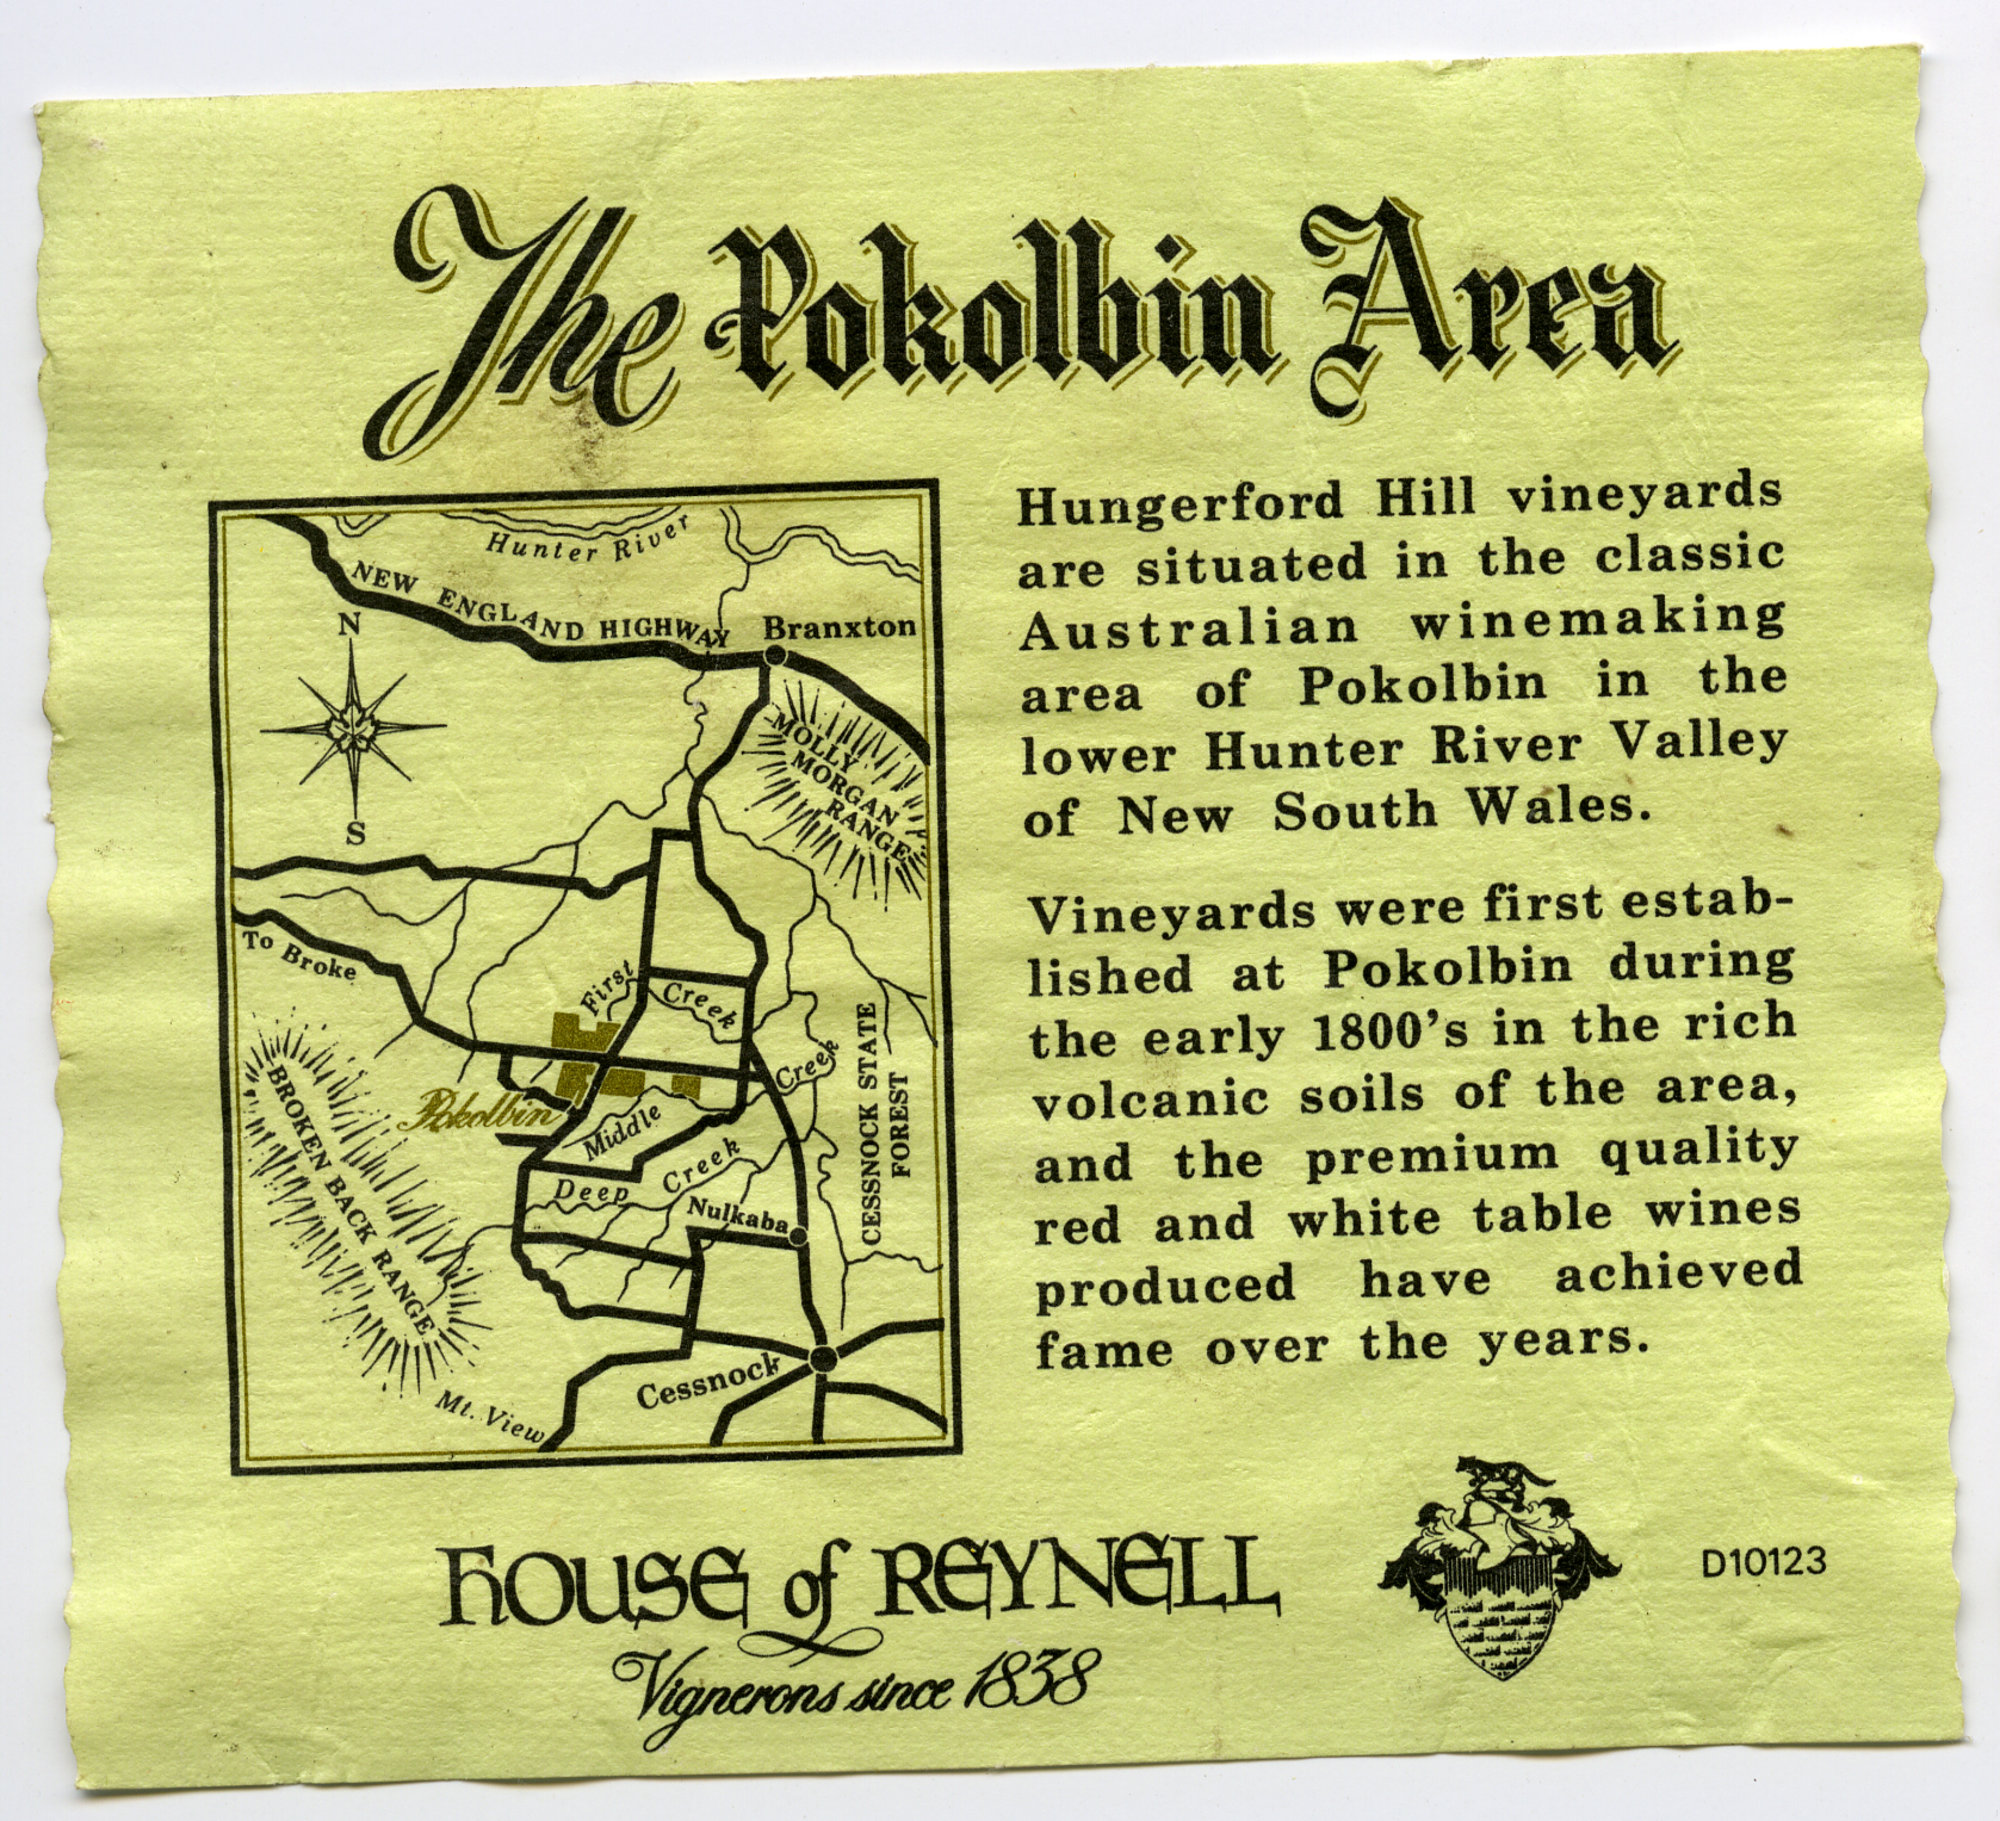 The Pokolbin Area
Hunter River
NEW ENGLAND HIGHWAY
Branxton
N
S
MOLLY
MORGAN
RANGE
To Broke
First
Creek
Creek
CESSNOCK STATE
FOREST
Pokolbin
Middle
BROKEN BACK RANGE
Deep Creek
Nulkaba
Cessnock
Mt. View
Hungerford Hill vineyards
are situated in the classic
Australian winemaking
area of Pokolbin in the
lower Hunter River Valley
of New South Wales.
Vineyards were first estab-
lished at Pokolbin during
the early 1800's in the rich
volcanic soils of the area,
and the premium quality
red and white table wines
produced have achieved
fame over the years.
HOUSE of REYNELL
Vignerons since 1838
D10123